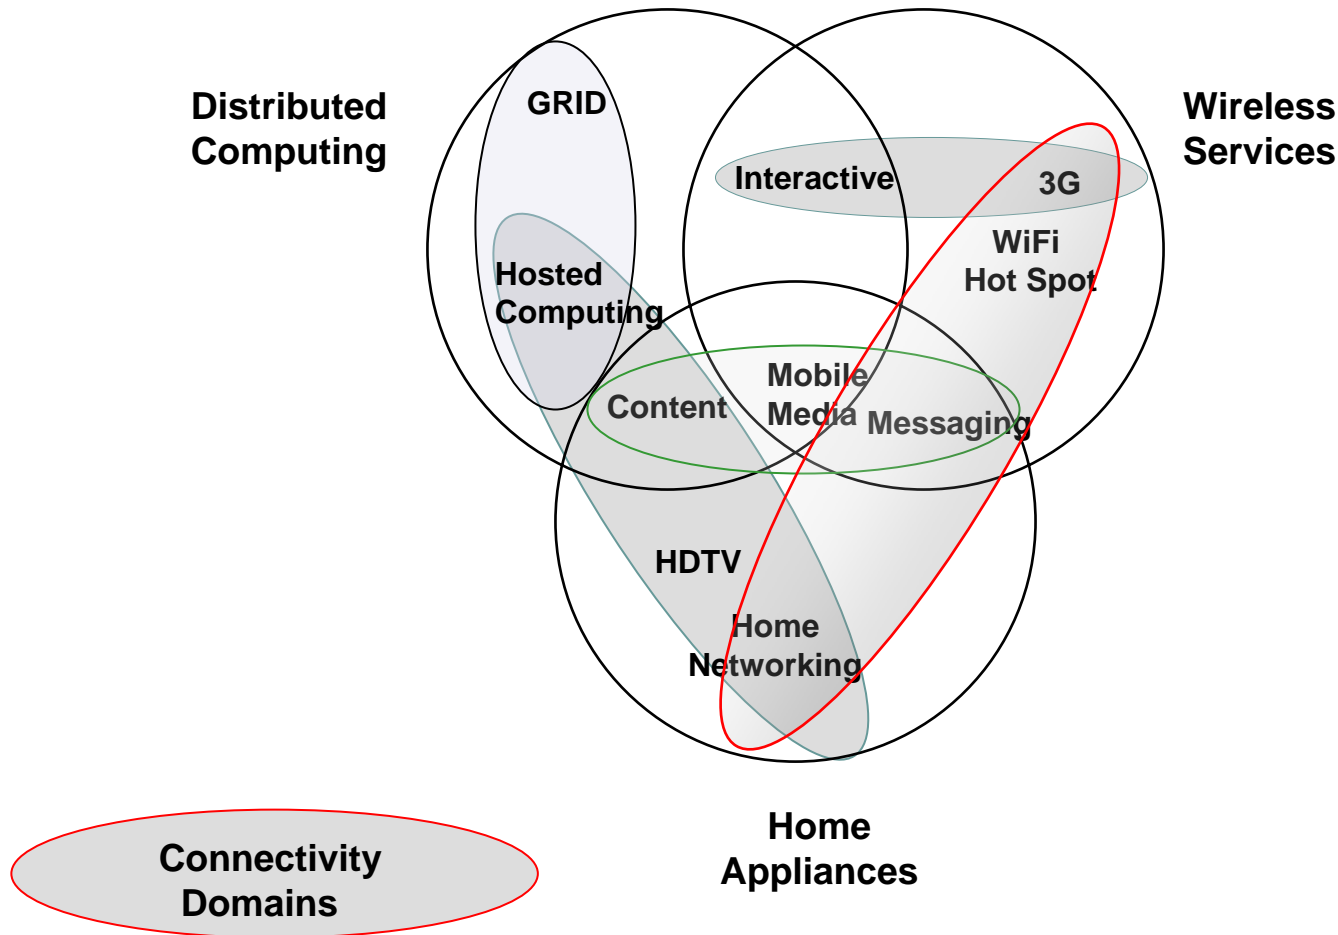 Distributed
Computing
GRID
Wireless
Services
Interactive
3G
WiFi
Hot Spot
Hosted
Computing
Mobile
Media
Content
Messaging
HDTV
Home
Networking
Home
Appliances
Connectivity
Domains